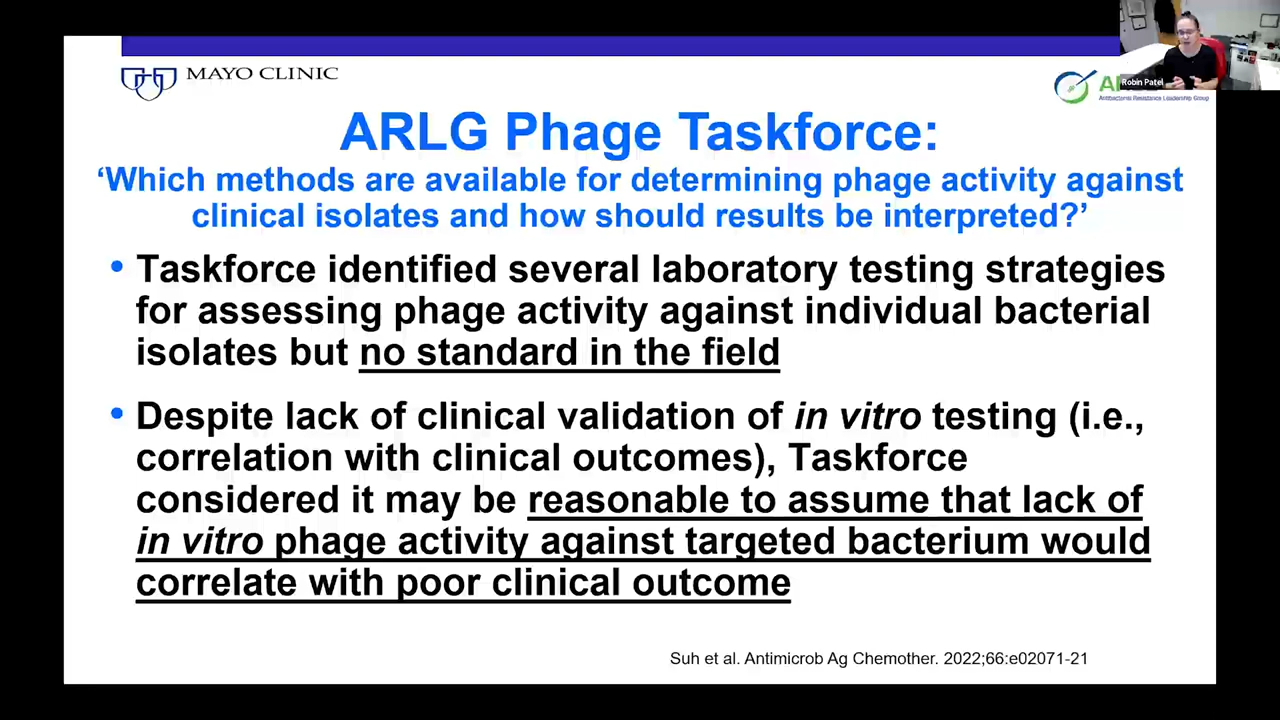 Robin Patel
MAYO CLINIC
Antibacterial Resistance Leadership Group
ARLG Phage Taskforce:
‘Which methods are available for determining phage activity against
clinical isolates and how should results be interpreted?’
• Taskforce identified several laboratory testing strategies
for assessing phage activity against individual bacterial
isolates but no standard in the field
• Despite lack of clinical validation of in vitro testing (i.e.,
correlation with clinical outcomes), Taskforce
considered it may be reasonable to assume that lack of
in vitro phage activity against targeted bacterium would
correlate with poor clinical outcome
Suh et al. Antimicrob Ag Chemother. 2022;66:e02071-21